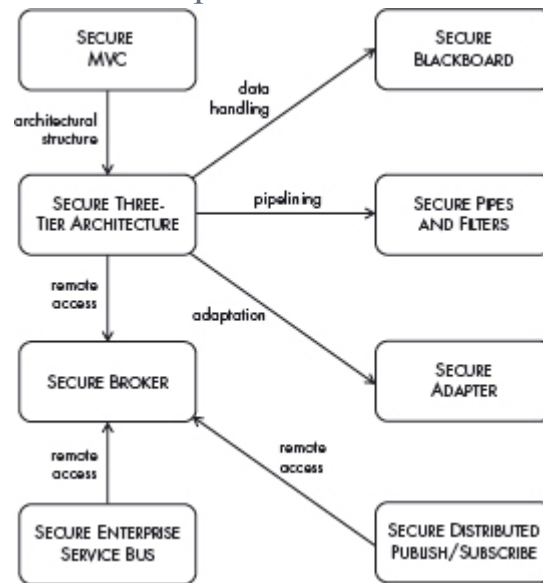 SECURE
MVC
SECURE
BLACKBOARD
data
handling
architectural
structure
SECURE THREE-
TIER ARCHITECTURE
pipelining
SECURE PIPES
AND FILTERS
remote
access
adaptation
SECURE BROKER
SECURE
ADAPTER
remote
access
remote
access
SECURE ENTERPRISE
SERVICE BUS
SECURE DISTRIBUTED
PUBLISH/SUBSCRIBE